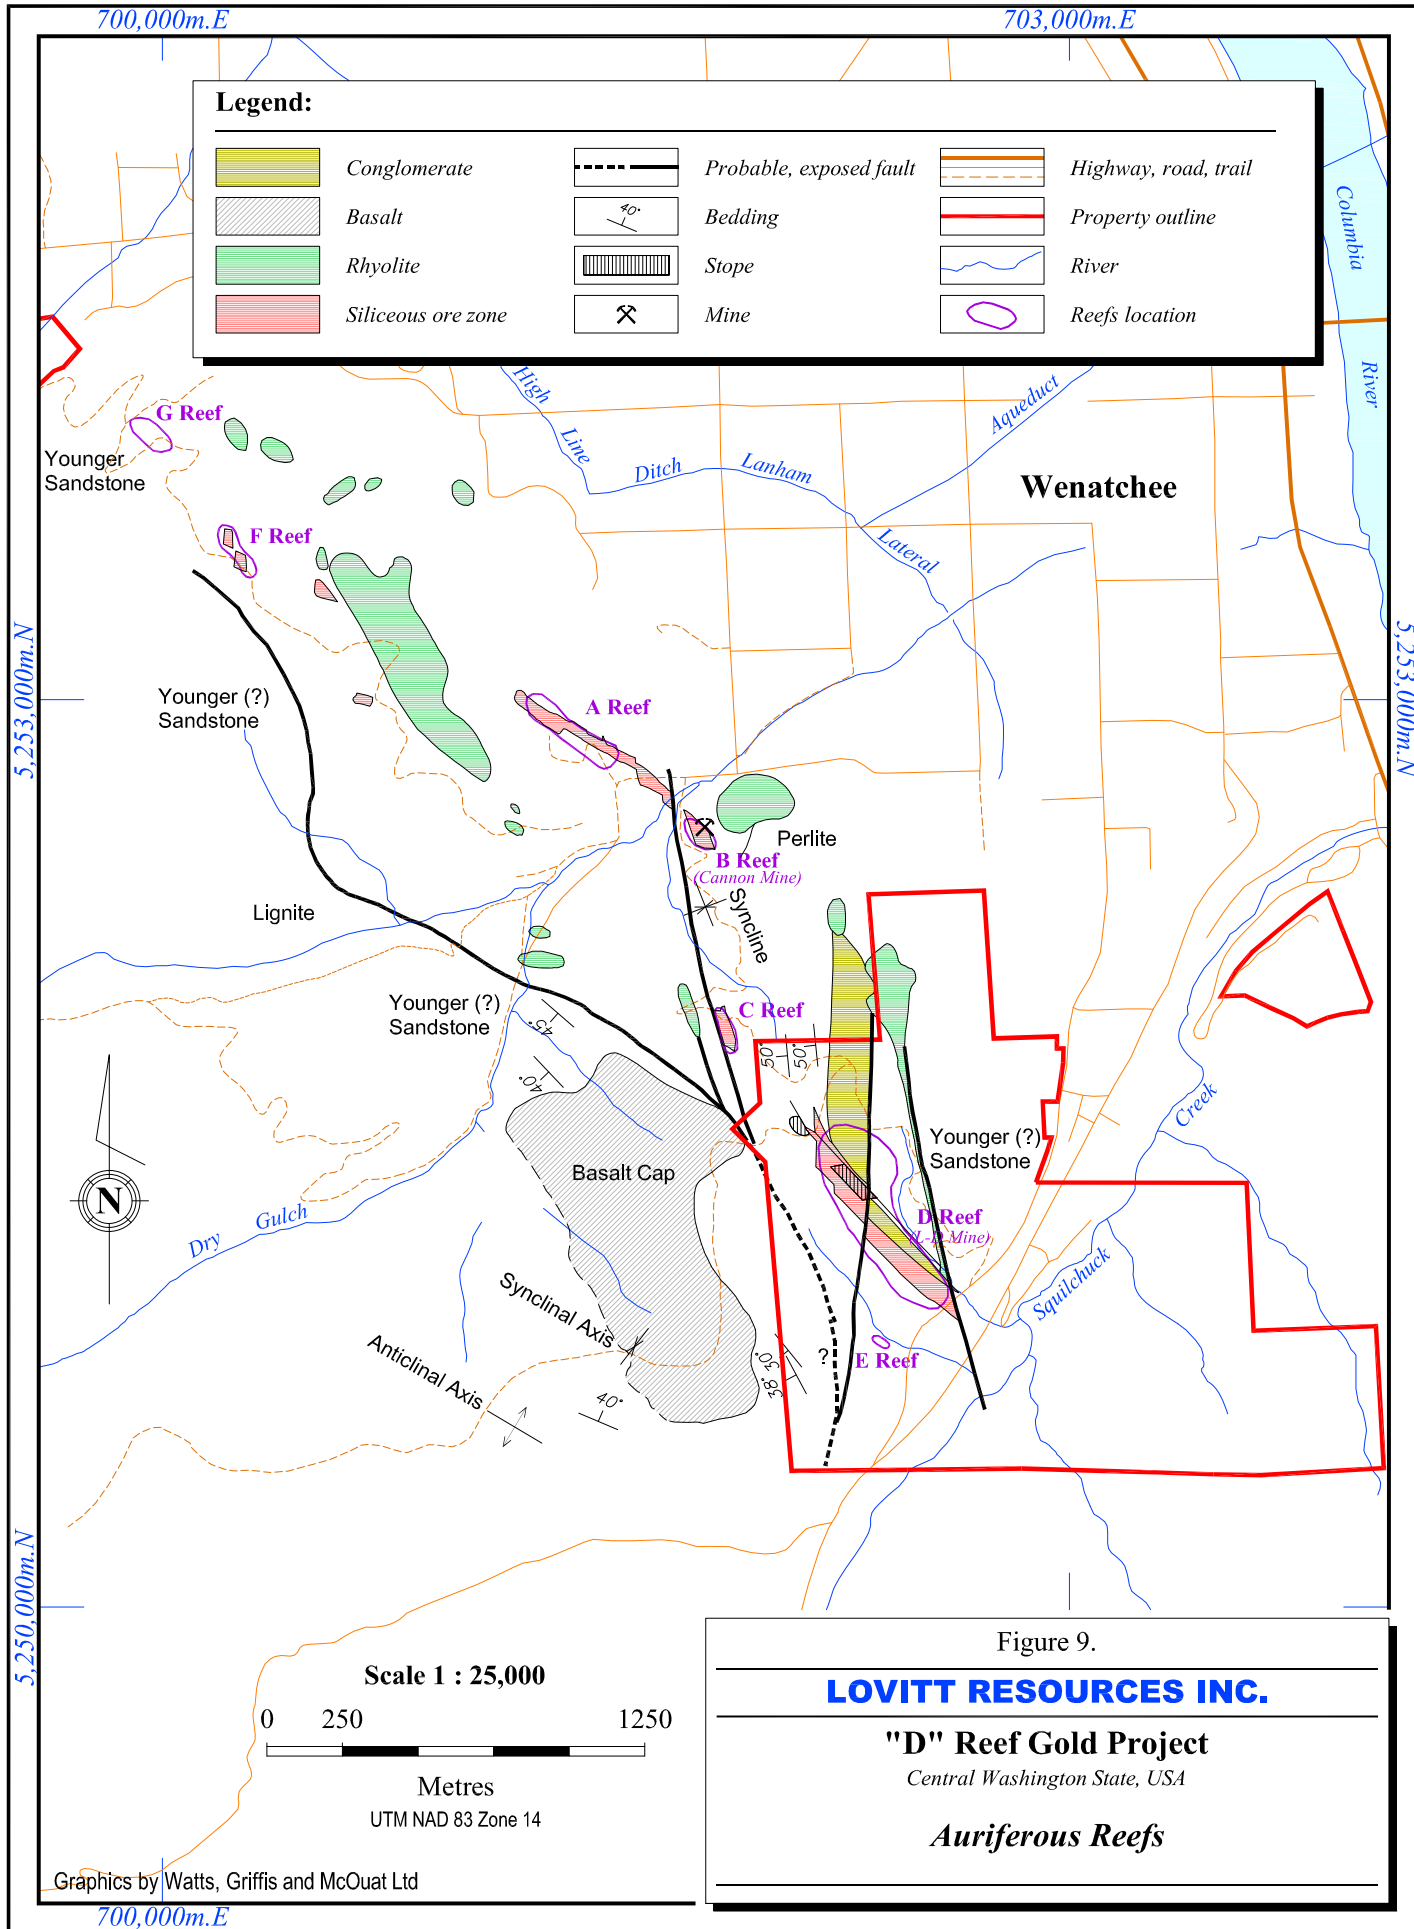 700,000m.E
703,000m.E
Legend:
Conglomerate
Basalt
Rhyolite
Siliceous ore zone
Probable, exposed fault
40°
Bedding
Stope
Mine
Highway, road, trail
Property outline
River
Reefs location
Columbia
River
High
Line
Ditch
Lanham
Lateral
Aqueduct
Wenatchee
G Reef
Younger
Sandstone
F Reef
5,253,000m.N
5,253,000m.N
Younger (?)
Sandstone
A Reef
Perlite
B Reef
(Cannon Mine)
Syncline
Lignite
Younger (?)
Sandstone
45°
40°
C Reef
50°
50°
Creek
Younger (?)
Sandstone
Basalt Cap
N
Dry
Gulch
D Reef
(L-D Mine)
Squilchuck
Synclinal Axis
Anticlinal Axis
40°
38°
30°
?
E Reef
5,250,000m.N
Scale 1 : 25,000
0
250
1250
Metres
UTM NAD 83 Zone 14
Figure 9.
LOVITT RESOURCES INC.
"D" Reef Gold Project
Central Washington State, USA
Auriferous Reefs
Graphics by Watts, Griffis and McOuat Ltd
700,000m.E